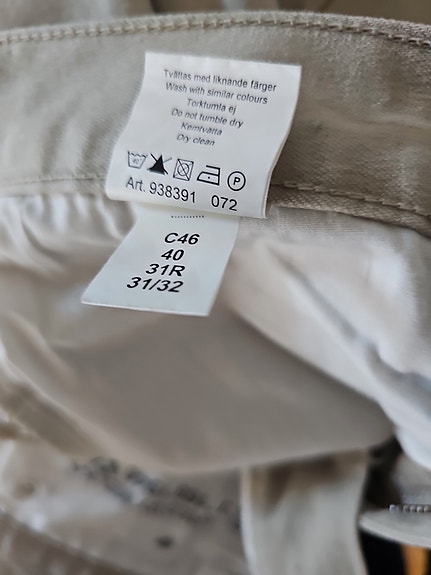 Tvättas med liknande färger
Wash with similar colours
Torktumla ej
Do not tumble dry
Kemtvätta
Dry clean
40 P
Art. 938391 072
C46
40
31R
31/32